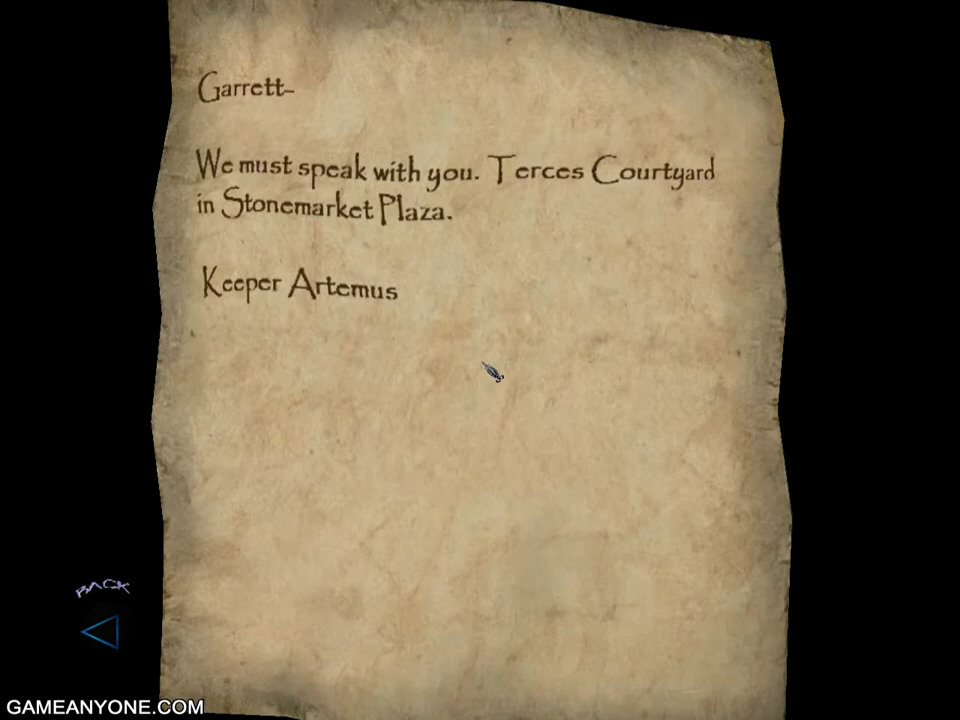 Garrett-
We must speak with you. Terces Courtyard
in Stonemarket Plaza.
Keeper Artemus
BACK
GAMEANYONE.COM